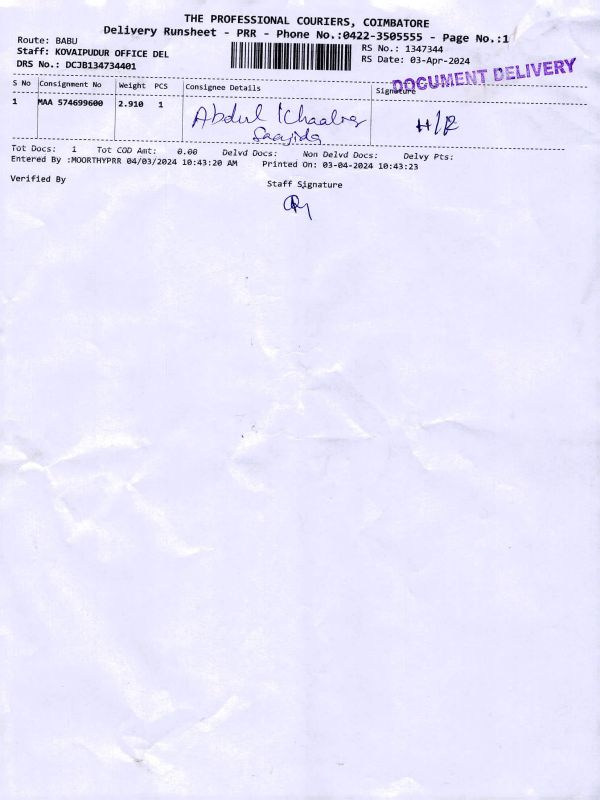 THE PROFESSIONAL COURIERS, COIMBATORE
Delivery Runsheet - PRR - Phone No.:0422-3505555 - Page No.:1
Route: BABU
Staff: KOVAIPUDUR OFFICE DEL
DRS No.: DCJB134734401
RS No.: 1347344
RS Date: 03-Apr-2024
DOCUMENT DELIVERY
S No Consignment No Weight PCS Consignee Details Signature
1 MAA 574699600 2.910 1 Abdul
Tot Docs: 1 Tot COD Amt: 0.00 Delvd Docs: Non Delvd Docs: Delvy Pts:
Entered By :MOORTHYPRR 04/03/2024 10:43:20 AM Printed On: 03-04-2024 10:43:23
Verified By
Staff Signature